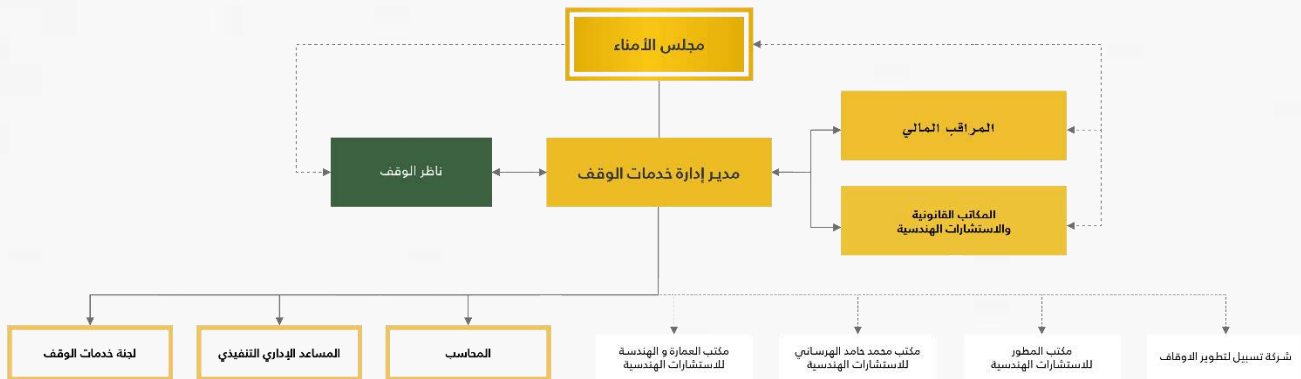 مجلس الأمناء
المراقب المالي
ناظر الوقف
مدير إدارة خدمات الوقف
المكاتب القانونية
والاستشارات الهندسية
شركة تسبيل لتطوير الاوقاف
مكتب المطور
للاستشارات الهندسية
مكتب محمد حامد الهرساني
للاستشارات الهندسية
مكتب العمارة و الهندسة
للاستشارات الهندسية
المحاسب
المساعد الإداري التنفيذي
لجنة خدمات الوقف